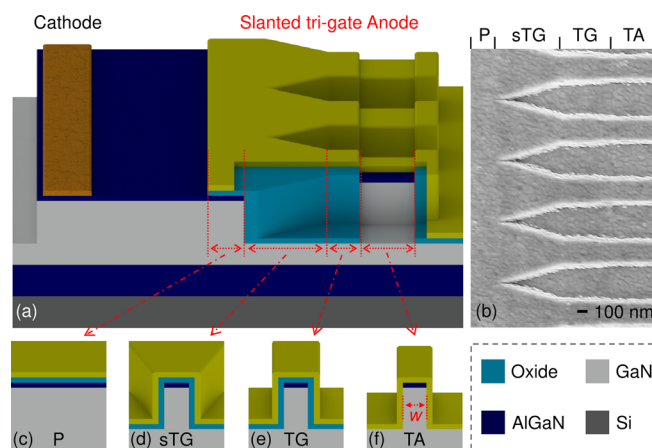 Cathode
Slanted tri-gate Anode
P sTG TG TA
(a)
(b)
100 nm
(c) P
(d) sTG
(e) TG
(f) TA
w
Oxide
GaN
AlGaN
Si